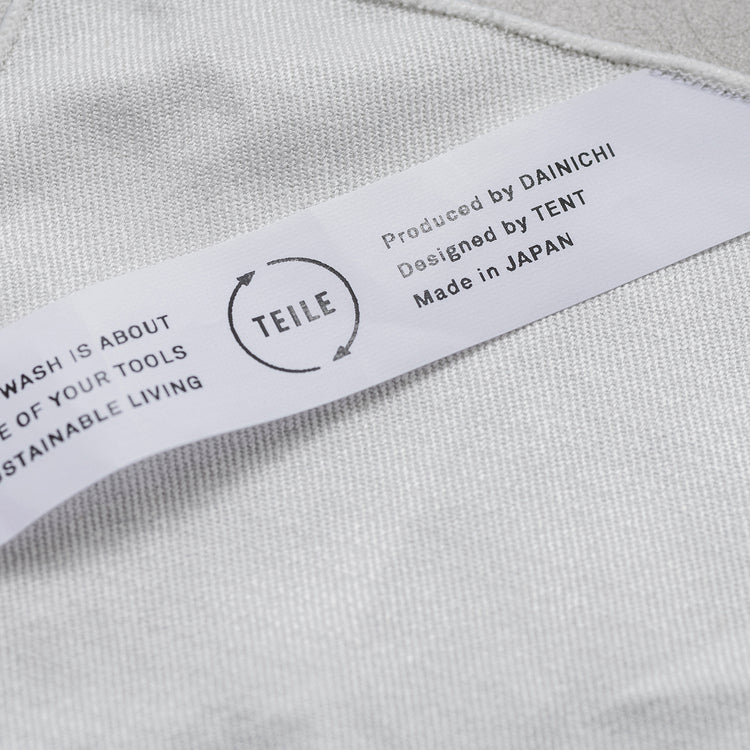 WASH IS ABOUT
OF YOUR TOOLS
LIVING
TEILE
Produced by DAINICHI
Designed by TENT
Made in JAPAN